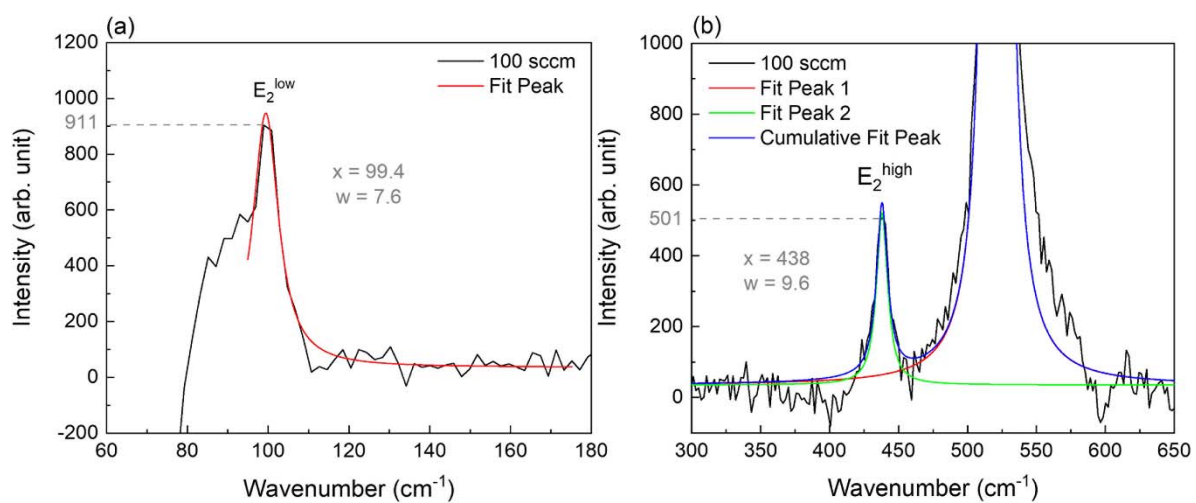 (a)
1200
1000
911
800
600
400
200
0
-200
60
80
100
120
140
160
180
Intensity (arb. unit)
Wavenumber (cm⁻¹)
E₂ˡᵒʷ
100 sccm
Fit Peak
x = 99.4
w = 7.6
(b)
1000
800
600
501
400
200
0
300
350
400
450
500
550
600
650
Intensity (arb. unit)
Wavenumber (cm⁻¹)
100 sccm
Fit Peak 1
Fit Peak 2
Cumulative Fit Peak
E₂ʰⁱᵍʰ
x = 438
w = 9.6